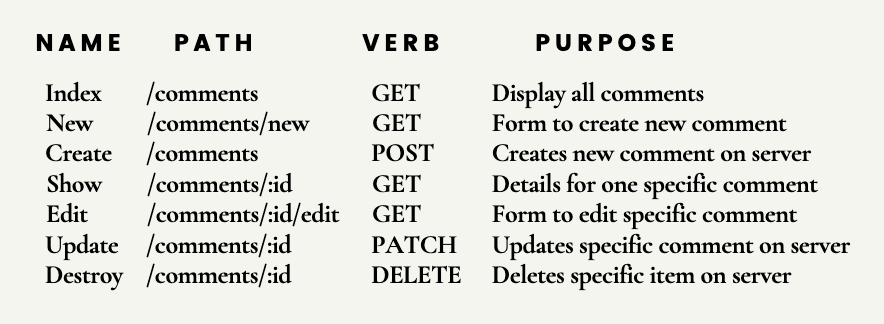 NAME PATH VERB PURPOSE
Index /comments GET Display all comments
New /comments/new GET Form to create new comment
Create /comments POST Creates new comment on server
Show /comments/:id GET Details for one specific comment
Edit /comments/:id/edit GET Form to edit specific comment
Update /comments/:id PATCH Updates specific comment on server
Destroy /comments/:id DELETE Deletes specific item on server